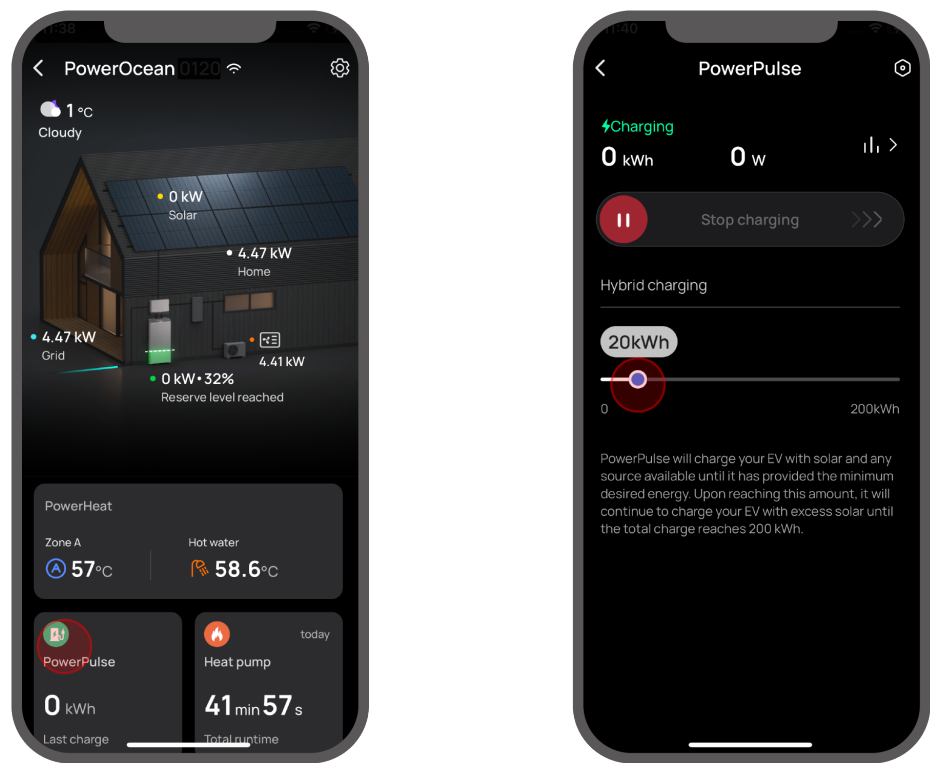 11:38
PowerOcean 0120
1 °C
Cloudy
0 kW
Solar
4.47 kW
Home
4.47 kW
Grid
4.41 kW
0 kW•32%
Reserve level reached
PowerHeat
Zone A
Hot water
A 57°C
58.6°C
PowerPulse
0 kWh
Last charge
today
Heat pump
41 min 57 s
Total runtime
11:40
PowerPulse
Charging
0 kWh
0 W
Stop charging
Hybrid charging
20kWh
0
200kWh
PowerPulse will charge your EV with solar and any
source available until it has provided the minimum
desired energy. Upon reaching this amount, it will
continue to charge your EV with excess solar until
the total charge reaches 200 kWh.